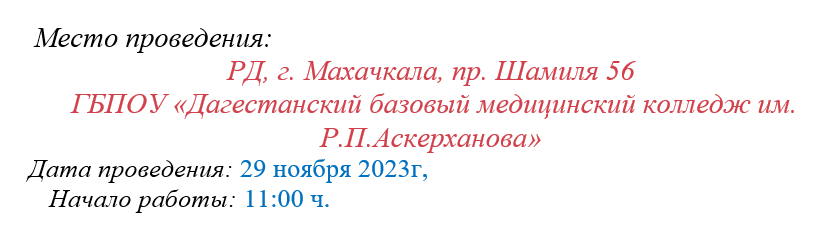 Место проведения:
РД, г. Махачкала, пр. Шамиля 56
ГБПОУ «Дагестанский базовый медицинский колледж им.
Р.П.Аскерханова»
Дата проведения: 29 ноября 2023г,
Начало работы: 11:00 ч.